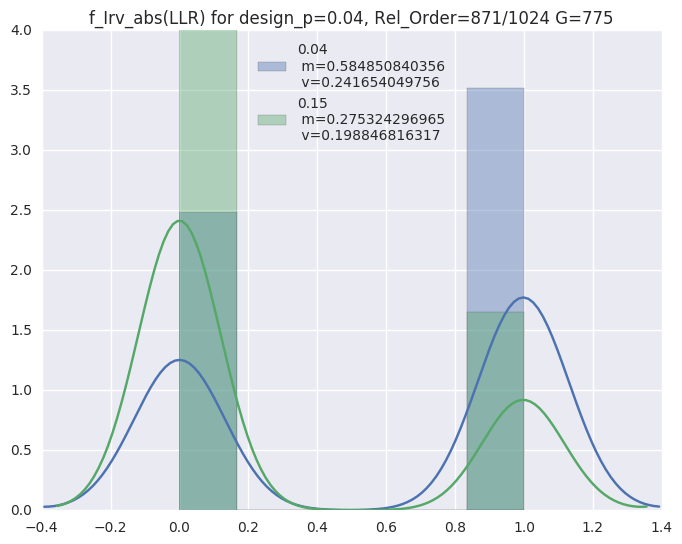 f_Irv_abs(LLR) for design_p=0.04, Rel_Order=871/1024 G=775
4.0
3.5
3.0
2.5
2.0
1.5
1.0
0.5
0.0
0.04
m=0.584850840356
v=0.241654049756
0.15
m=0.275324296965
v=0.198846816317
−0.4 −0.2 0.0 0.2 0.4 0.6 0.8 1.0 1.2 1.4